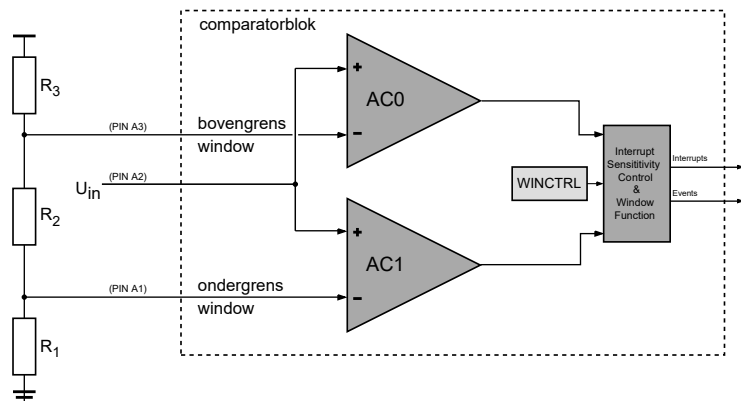 comparatorblok
R3
(PIN A3)
bovengrens
window
+
AC0
−
Uin
(PIN A2)
R2
WINCTRL
Interrupt
Sensititivity
Control
&
Window
Function
Interrupts
Events
+
AC1
−
(PIN A1)
ondergrens
window
R1